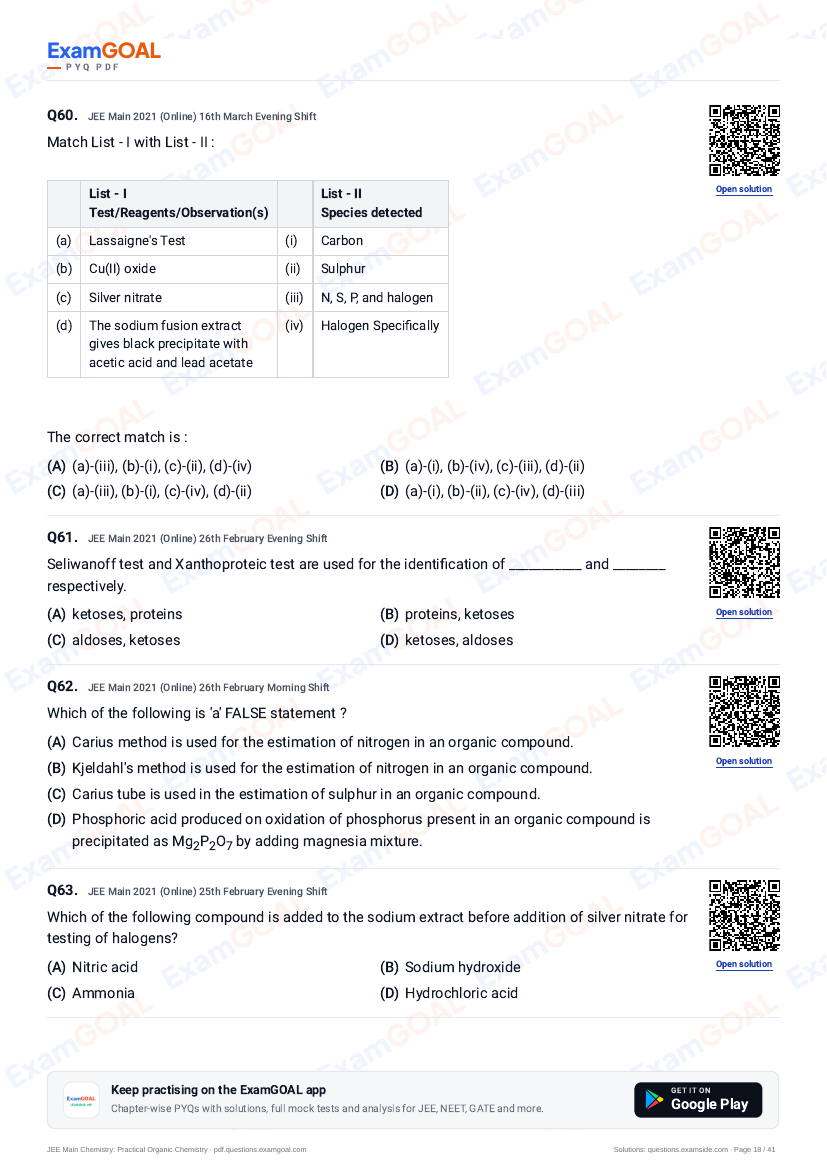 ExamGOAL
PYQ PDF
Q60. JEE Main 2021 (Online) 16th March Evening Shift
Match List - I with List - II :
List - I
Test/Reagents/Observation(s)
List - II
Species detected
(a) Lassaigne's Test (i) Carbon
(b) Cu(II) oxide (ii) Sulphur
(c) Silver nitrate (iii) N, S, P, and halogen
(d) The sodium fusion extract gives black precipitate with acetic acid and lead acetate (iv) Halogen Specifically
Open solution
The correct match is :
(A) (a)-(iii), (b)-(i), (c)-(ii), (d)-(iv)
(B) (a)-(i), (b)-(iv), (c)-(iii), (d)-(ii)
(C) (a)-(iii), (b)-(i), (c)-(iv), (d)-(ii)
(D) (a)-(i), (b)-(ii), (c)-(iv), (d)-(iii)
Q61. JEE Main 2021 (Online) 26th February Evening Shift
Seliwanoff test and Xanthoproteic test are used for the identification of ___________ and ________
respectively.
(A) ketoses, proteins
(B) proteins, ketoses
(C) aldoses, ketoses
(D) ketoses, aldoses
Open solution
Q62. JEE Main 2021 (Online) 26th February Morning Shift
Which of the following is 'a' FALSE statement ?
(A) Carius method is used for the estimation of nitrogen in an organic compound.
(B) Kjeldahl's method is used for the estimation of nitrogen in an organic compound.
(C) Carius tube is used in the estimation of sulphur in an organic compound.
(D) Phosphoric acid produced on oxidation of phosphorus present in an organic compound is
precipitated as Mg2P2O7 by adding magnesia mixture.
Open solution
Q63. JEE Main 2021 (Online) 25th February Evening Shift
Which of the following compound is added to the sodium extract before addition of silver nitrate for
testing of halogens?
(A) Nitric acid
(B) Sodium hydroxide
(C) Ammonia
(D) Hydrochloric acid
Open solution
ExamGOAL
Keep practising on the ExamGOAL app
Chapter-wise PYQs with solutions, full mock tests and analysis for JEE, NEET, GATE and more.
GET IT ON
Google Play
JEE Main Chemistry: Practical Organic Chemistry · pdf.questions.examgoal.com
Solutions: questions.examside.com · Page 18 / 41